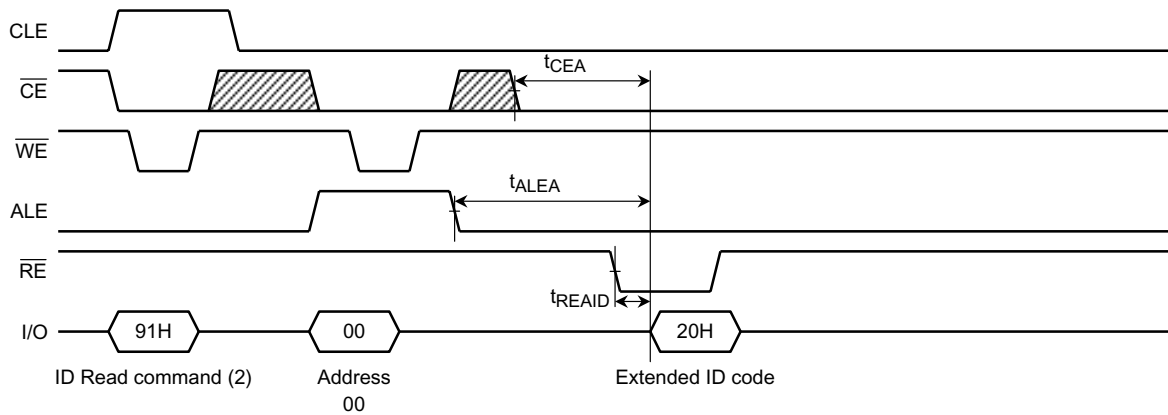 CLE
tCEA
CE
WE
tALEA
ALE
RE
tREAID
I/O 91H 00 20H
ID Read command (2) Address Extended ID code
00